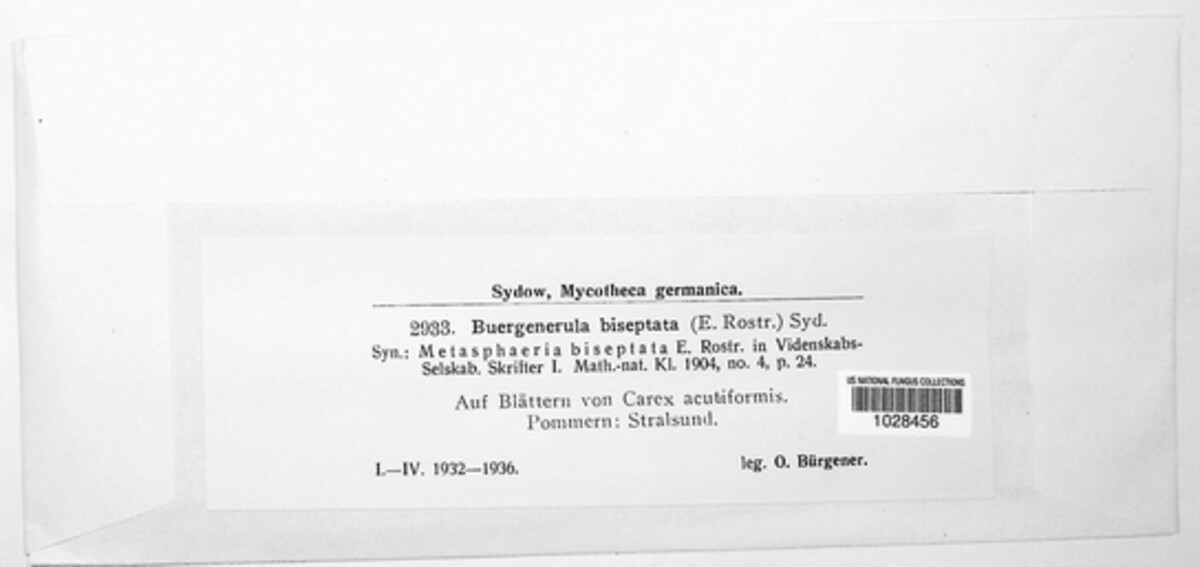 Sydow, Mycotheca germanica.
2933. Buergenerula biseptata (E. Rostr.) Syd.
Syn.: Metasphaeria biseptata E. Rostr. in Videnskabs-
Selskab. Skrifter I. Math.-nat. Kl. 1904, no. 4, p. 24.
Auf Blättern von Carex acutiformis.
Pommern: Stralsund.
US NATIONAL FUNGUS COLLECTIONS
1028456
I.—IV. 1932—1936.
leg. O. Bürgener.